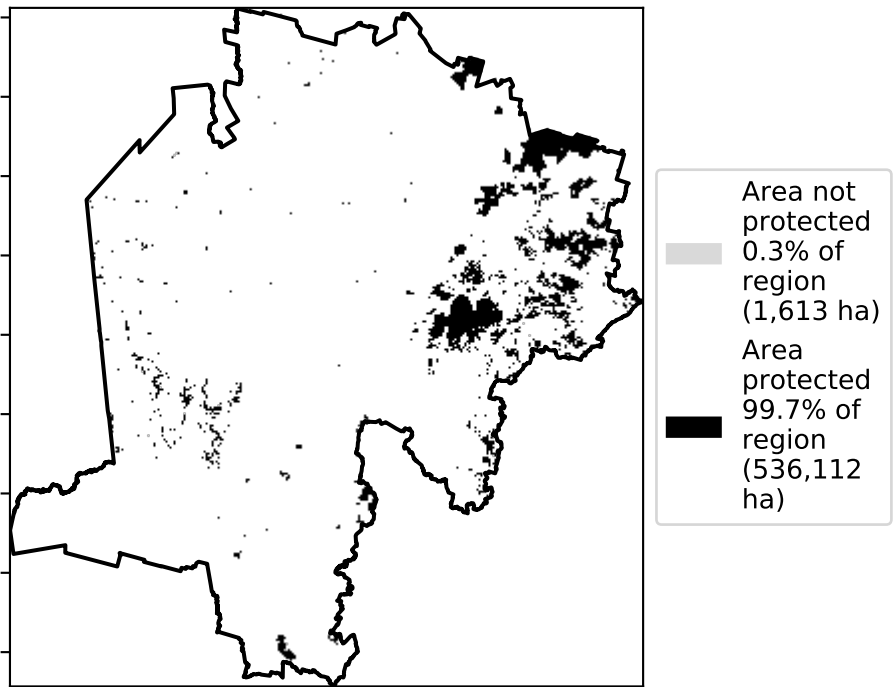 Area not
protected
0.3% of
region
(1,613 ha)
Area
protected
99.7% of
region
(536,112
ha)